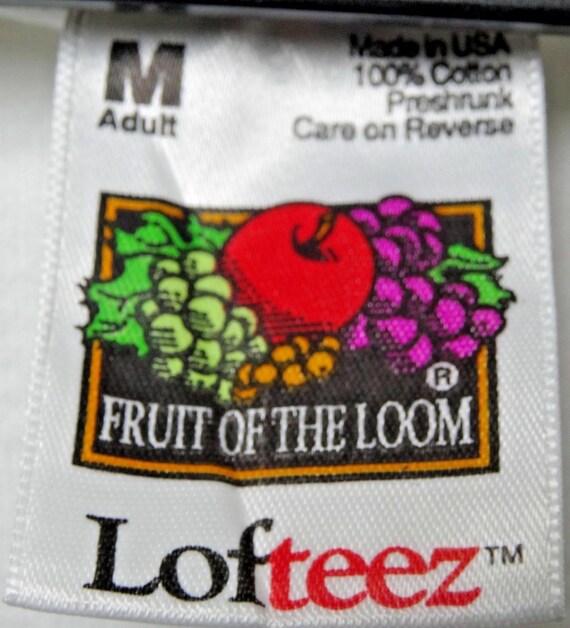 M
Adult
Made in USA
100% Cotton
Preshrunk
Care on Reverse
®
FRUIT OF THE LOOM
Lofteez™